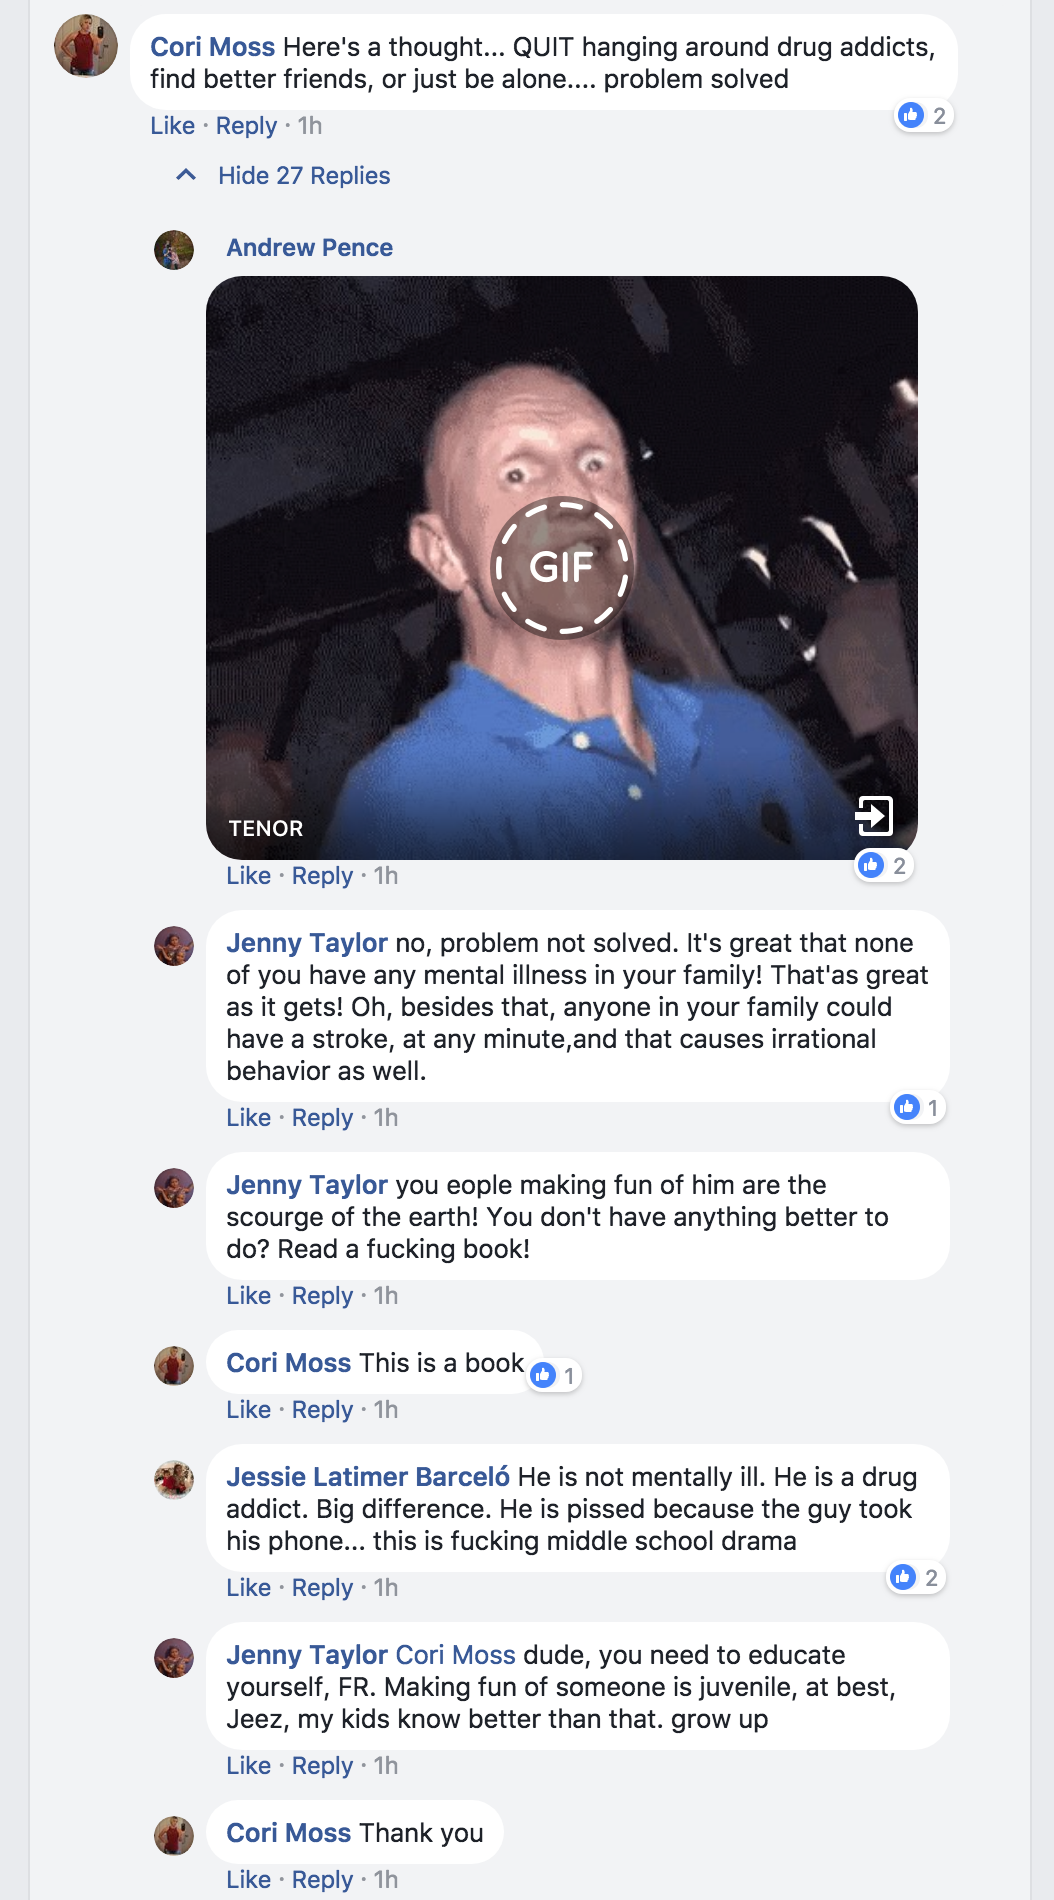 Cori Moss Here's a thought... QUIT hanging around drug addicts,
find better friends, or just be alone.... problem solved
Like · Reply · 1h
2
Hide 27 Replies
Andrew Pence
GIF
TENOR
Like · Reply · 1h
2
Jenny Taylor no, problem not solved. It's great that none
of you have any mental illness in your family! That'as great
as it gets! Oh, besides that, anyone in your family could
have a stroke, at any minute,and that causes irrational
behavior as well.
Like · Reply · 1h
1
Jenny Taylor you eople making fun of him are the
scourge of the earth! You don't have anything better to
do? Read a fucking book!
Like · Reply · 1h
Cori Moss This is a book
1
Like · Reply · 1h
Jessie Latimer Barceló He is not mentally ill. He is a drug
addict. Big difference. He is pissed because the guy took
his phone... this is fucking middle school drama
Like · Reply · 1h
2
Jenny Taylor Cori Moss dude, you need to educate
yourself, FR. Making fun of someone is juvenile, at best,
Jeez, my kids know better than that. grow up
Like · Reply · 1h
Cori Moss Thank you
Like · Reply · 1h